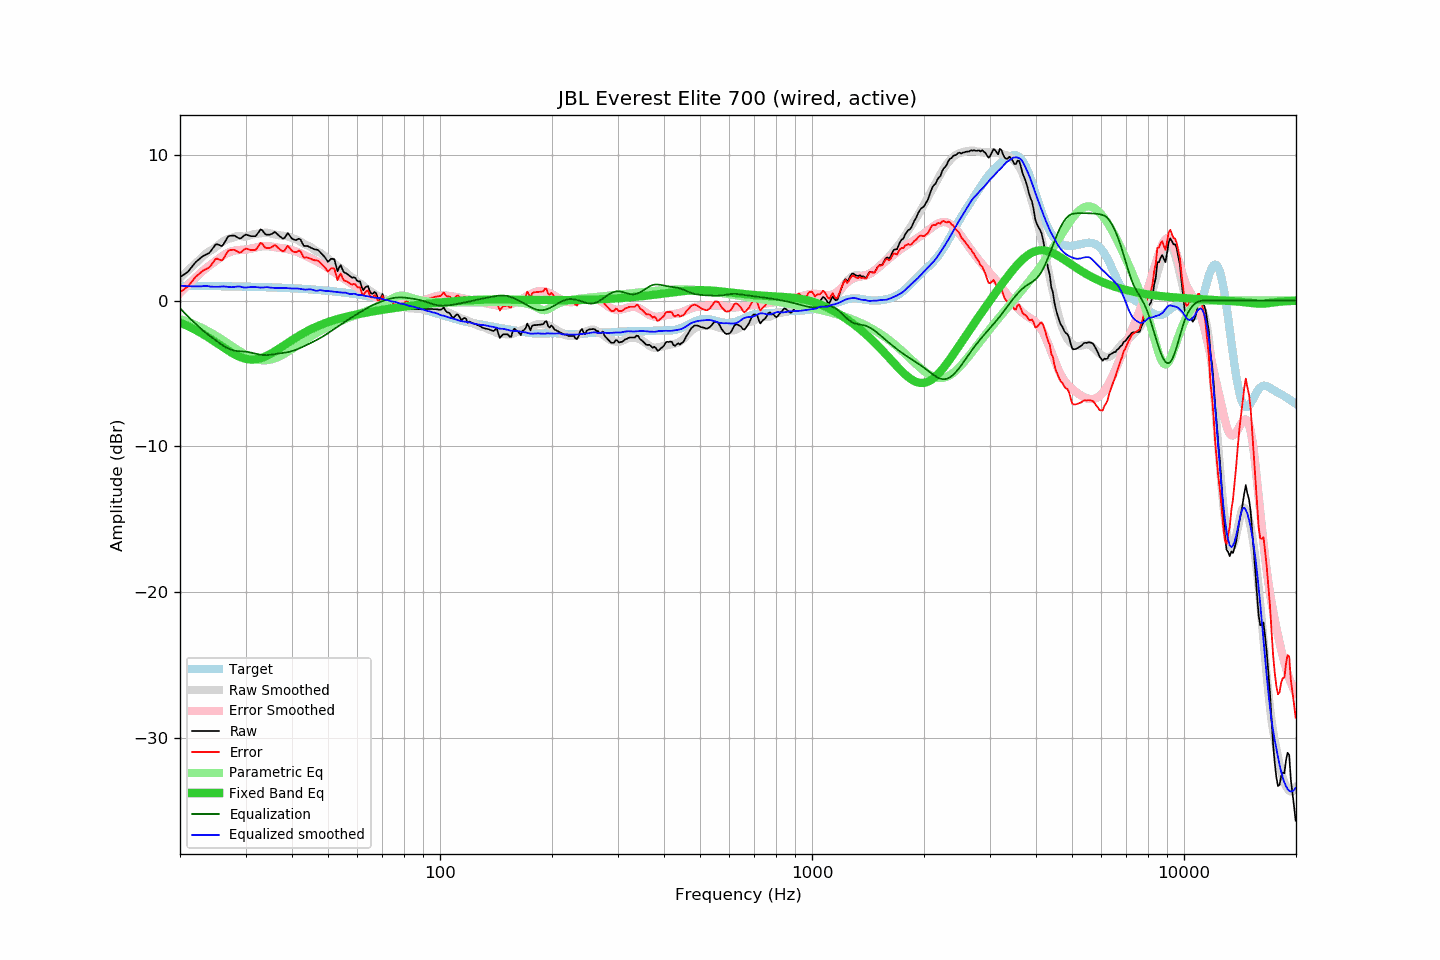 JBL Everest Elite 700 (wired, active)
10
0
−10
−20
−30
Amplitude (dBr)
Target
Raw Smoothed
Error Smoothed
Raw
Error
Parametric Eq
Fixed Band Eq
Equalization
Equalized smoothed
100
1000
10000
Frequency (Hz)